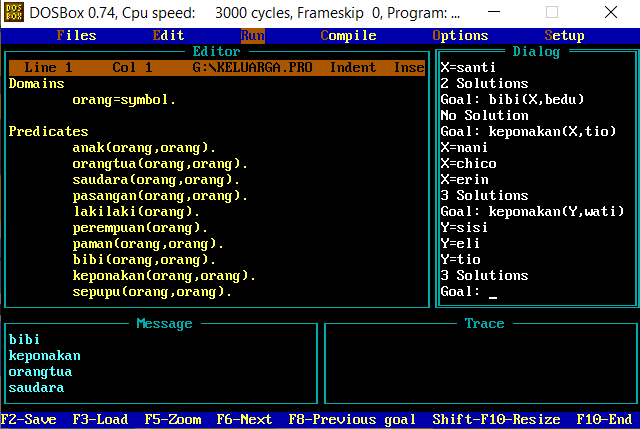 DOS BOX DOSBox 0.74, Cpu speed: 3000 cycles, Frameskip 0, Program: ...
Files Edit Run Compile Options Setup
Editor
Line 1 Col 1 G:\KELUARGA.PRO Indent Inse
Domains
orang=symbol.
Predicates
anak(orang,orang).
orangtua(orang,orang).
saudara(orang,orang).
pasangan(orang,orang).
lakilaki(orang).
perempuan(orang).
paman(orang,orang).
bibi(orang,orang).
keponakan(orang,orang).
sepupu(orang,orang).
Dialog
X=santi
2 Solutions
Goal: bibi(X,bedu)
No Solution
Goal: keponakan(X,tio)
X=nani
X=chico
X=erin
3 Solutions
Goal: keponakan(Y,wati)
Y=sisi
Y=eli
Y=tio
3 Solutions
Goal: _
Message
bibi
keponakan
orangtua
saudara
Trace
F2-Save F3-Load F5-Zoom F6-Next F8-Previous goal Shift-F10-Resize F10-End